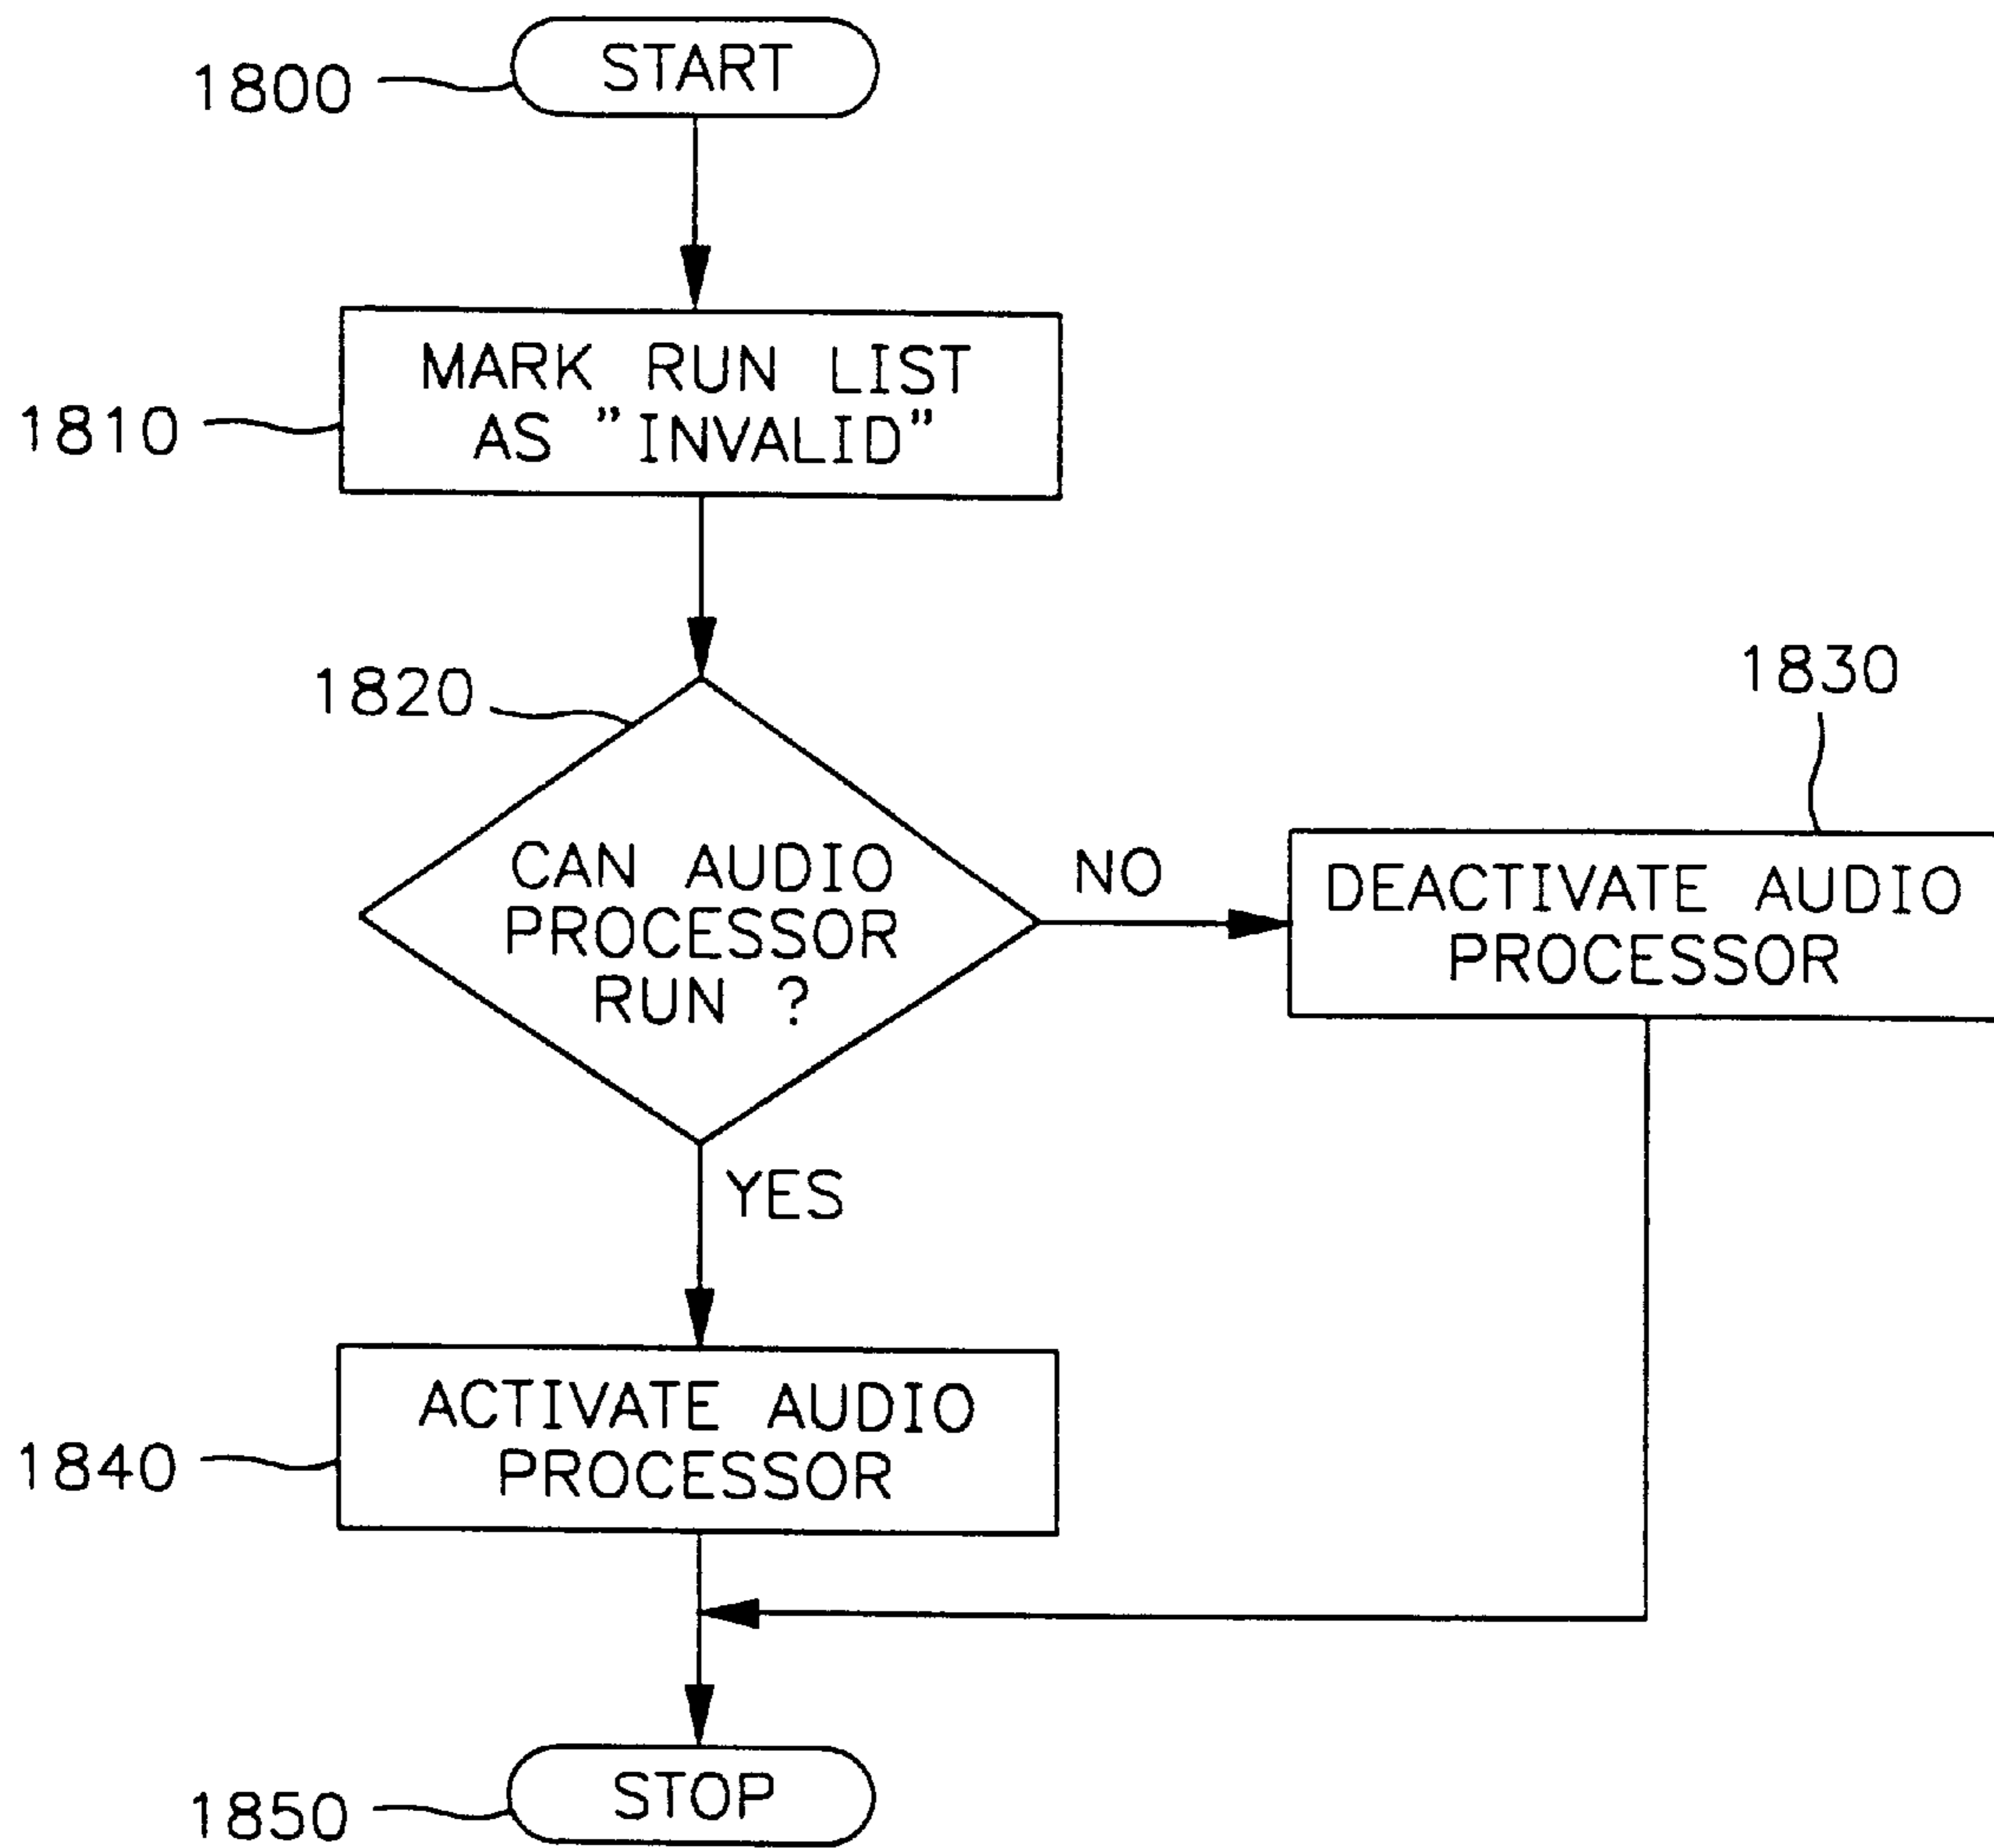 1800
START
1810
MARK RUN LIST
AS "INVALID"
1820
CAN AUDIO
PROCESSOR
RUN ?
NO
1830
DEACTIVATE AUDIO
PROCESSOR
YES
1840
ACTIVATE AUDIO
PROCESSOR
1850
STOP